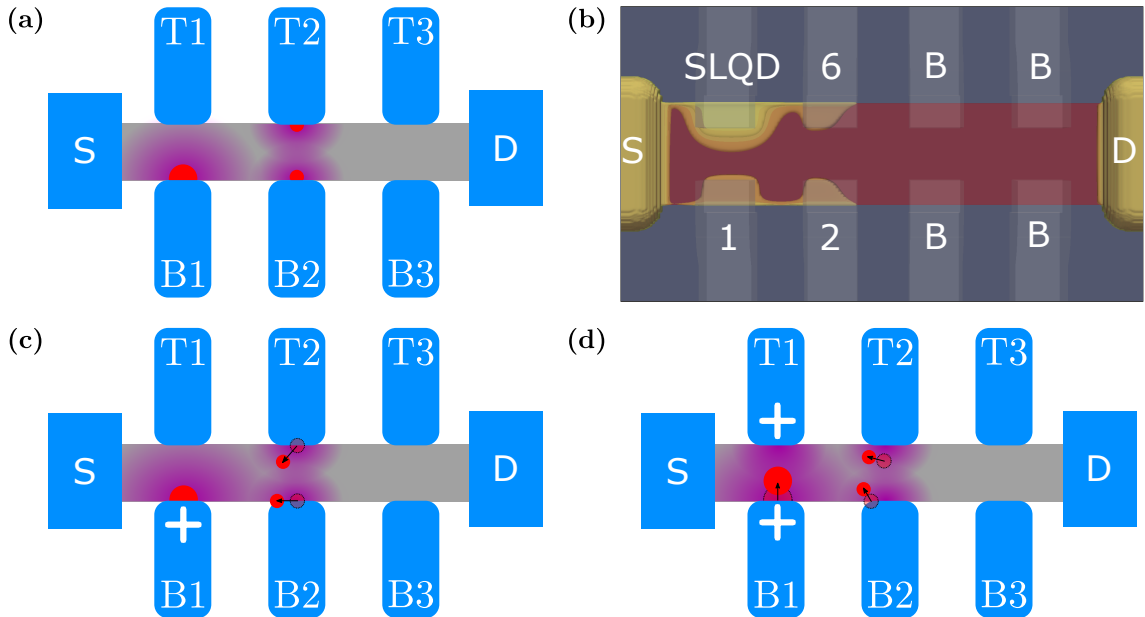 (a)
T1 T2 T3
S D
B1 B2 B3
(b)
SLQD 6 B B
S D
1 2 B B
(c)
T1 T2 T3
S D
+
B1 B2 B3
(d)
T1 T2 T3
+
S D
+
B1 B2 B3